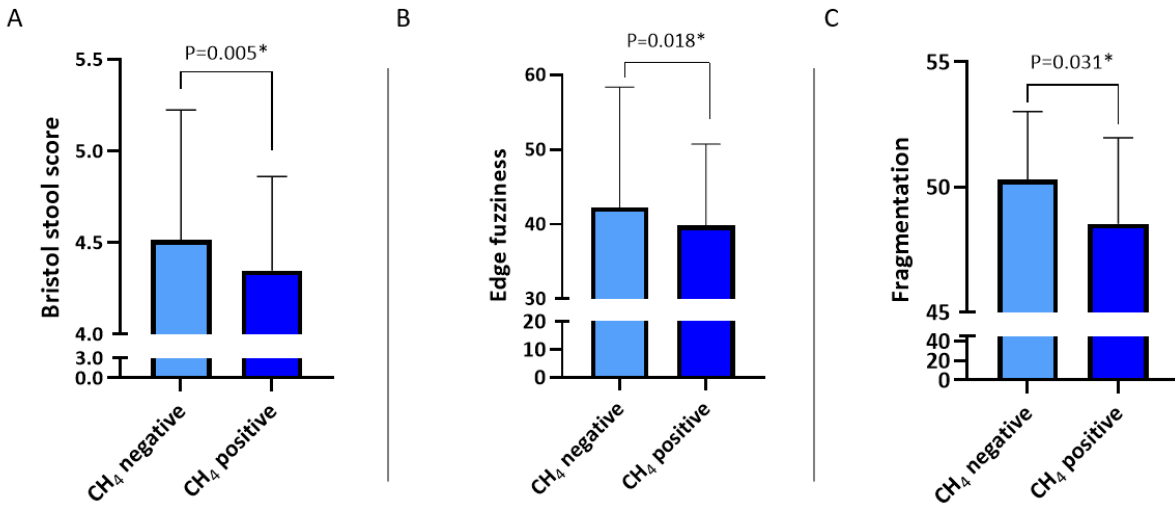 A
P=0.005*
Bristol stool score
5.5
5.0
4.5
4.0
3.0
0.0
CH₄ negative
CH₄ positive
B
P=0.018*
Edge fuzziness
60
50
40
30
20
10
0
CH₄ negative
CH₄ positive
C
P=0.031*
Fragmentation
55
50
45
40
20
0
CH₄ negative
CH₄ positive